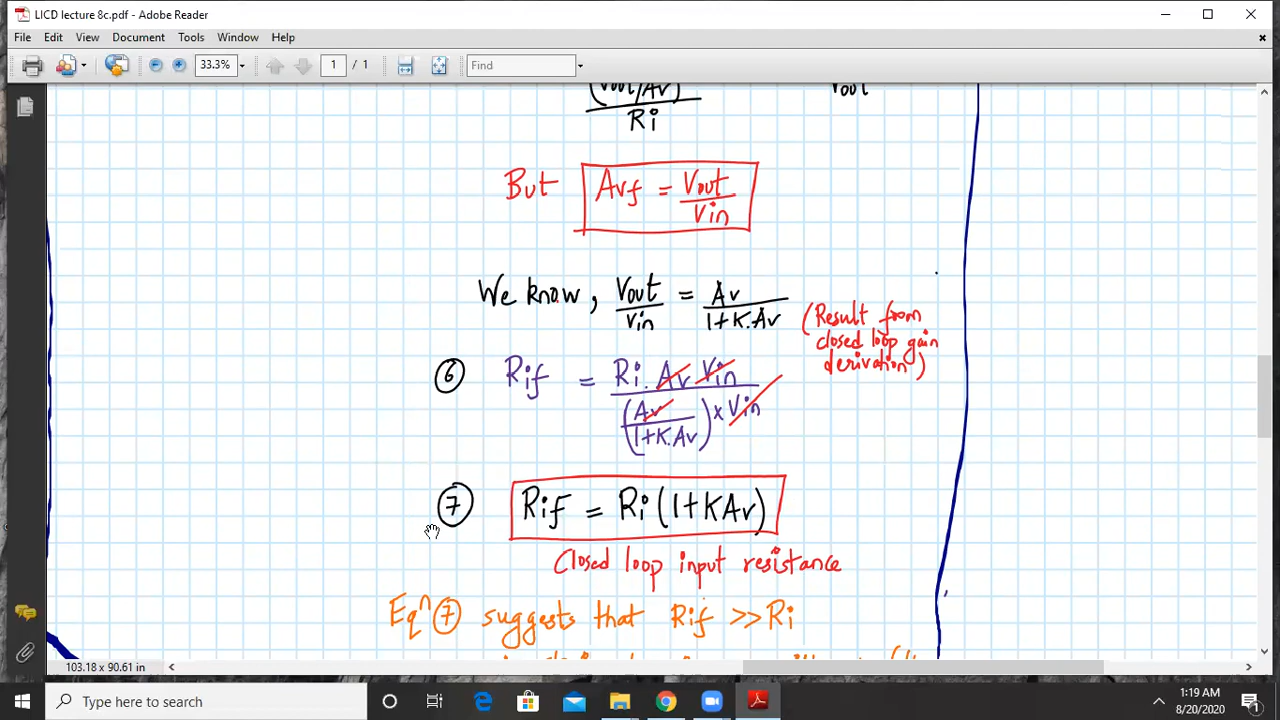 LICD lecture 8c.pdf - Adobe Reader
File Edit View Document Tools Window Help
33.3% 1 / 1 Find
(Vout/Av)
Ri
Vout
But Avf = Vout
Vin
We know, Vout = Av
Vin 1+K.Av
(Result from
closed loop gain
derivation)
6 Rif = Ri. Av Vin
(Av ) x Vin
1+K.Av
7 Rif = Ri(1+KAv)
Closed loop input resistance
Eqn 7 suggests that Rif >> Ri
103.18 x 90.61 in
Type here to search
1:19 AM
8/20/2020
1